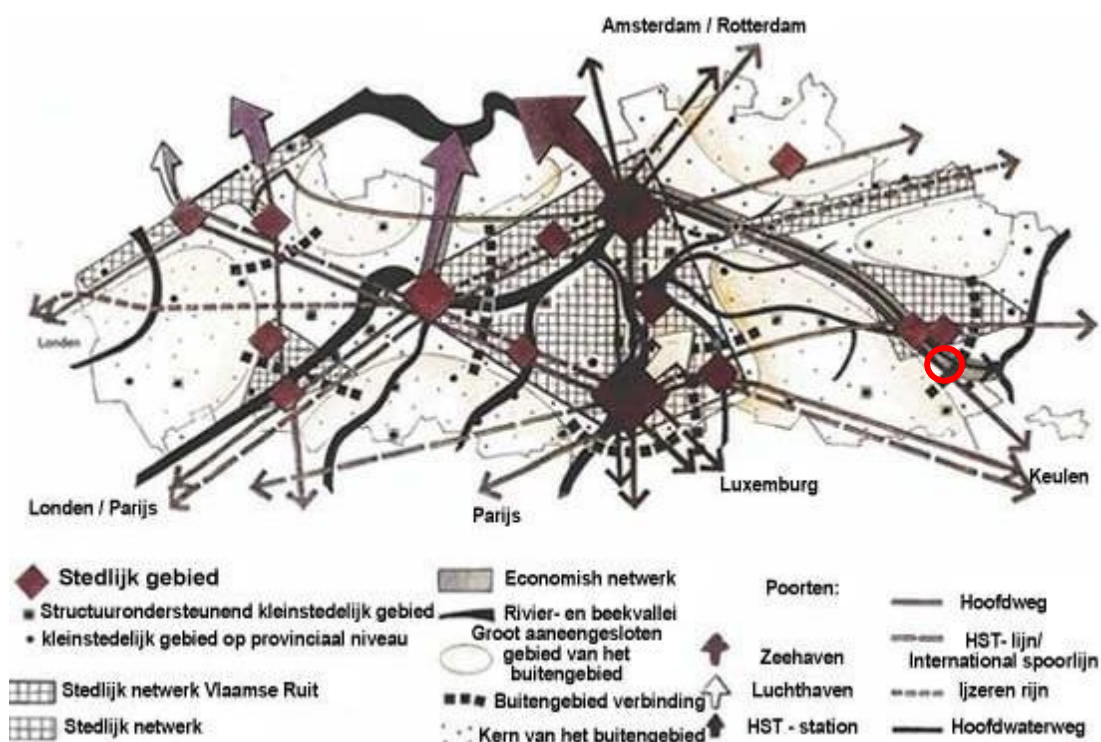 Amsterdam / Rotterdam
Londen
Londen / Parijs
Parijs
Luxemburg
Keulen
Stedlijk gebied
Structuurondersteunend kleinstedelijk gebied
kleinstedelijk gebied op provinciaal niveau
Stedlijk netwerk Vlaamse Ruit
Stedlijk netwerk
Economish netwerk
Rivier- en beekvallei
Groot aaneengesloten
gebied van het
buitengebied
Buitengebied verbinding
Kern van het buitengebied
Poorten:
Zeehaven
Luchthaven
HST - station
Hoofdweg
HST- lijn/
International spoorlijn
Ijzeren rijn
Hoofdwaterweg